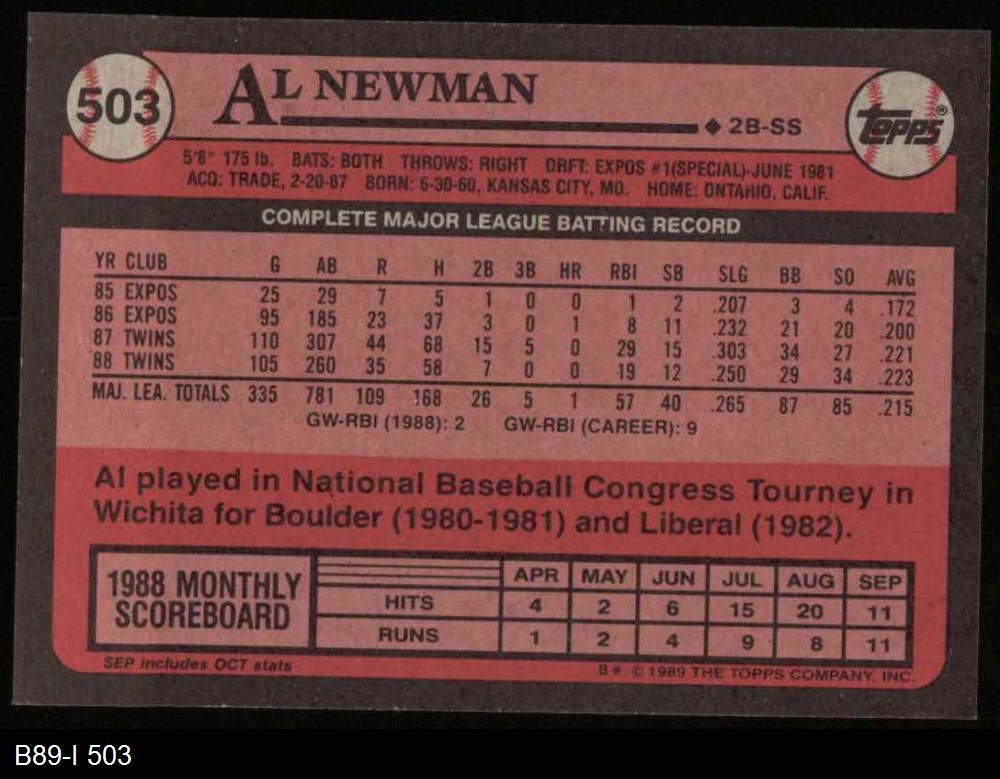 503
AL NEWMAN
◆ 2B-SS
Topps®
5'8" 175 lb. BATS: BOTH THROWS: RIGHT DRFT: EXPOS #1(SPECIAL)-JUNE 1981
ACQ: TRADE, 2-20-87 BORN: 6-30-60, KANSAS CITY, MO. HOME: ONTARIO, CALIF.
COMPLETE MAJOR LEAGUE BATTING RECORD
YR CLUB G AB R H 2B 3B HR RBI SB SLG BB SO AVG
85 EXPOS 25 29 7 5 1 0 0 1 2 .207 3 4 .172
86 EXPOS 95 185 23 37 3 0 1 8 11 .232 21 20 .200
87 TWINS 110 307 44 68 15 5 0 29 15 .303 34 27 .221
88 TWINS 105 260 35 58 7 0 0 19 12 .250 29 34 .223
MAJ. LEA. TOTALS 335 781 109 168 26 5 1 57 40 .265 87 85 .215
GW-RBI (1988): 2 GW-RBI (CAREER): 9
Al played in National Baseball Congress Tourney in
Wichita for Boulder (1980-1981) and Liberal (1982).
1988 MONTHLY
SCOREBOARD
APR MAY JUN JUL AUG SEP
HITS 4 2 6 15 20 11
RUNS 1 2 4 9 8 11
SEP includes OCT stats
B* © 1989 THE TOPPS COMPANY, INC.
B89-I 503